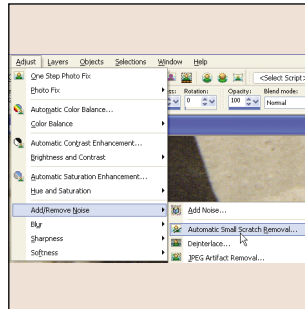 Adjust Layers Objects Selections Window Help
One Step Photo Fix
Photo Fix
<Select Script>
Rotation: Opacity: Blend mode:
0 100 Normal
Automatic Color Balance...
Color Balance
Automatic Contrast Enhancement...
Brightness and Contrast
Automatic Saturation Enhancement...
Hue and Saturation
Add/Remove Noise
Add Noise...
Blur
Automatic Small Scratch Removal...
Sharpness
Deinterlace...
Softness
JPEG Artifact Removal...